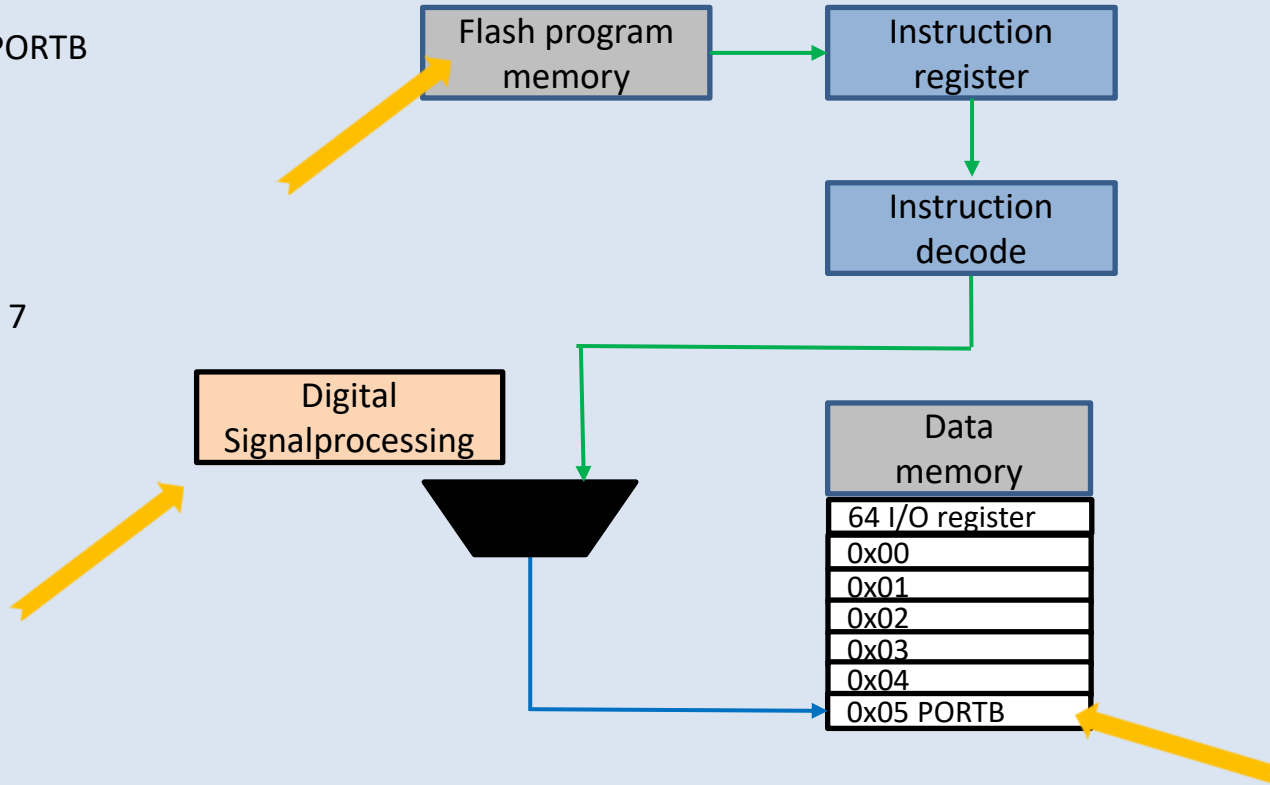 PORTB
Flash program
memory
Instruction
register
Instruction
decode
7
Digital
Signalprocessing
Data
memory
64 I/O register
0x00
0x01
0x02
0x03
0x04
0x05 PORTB